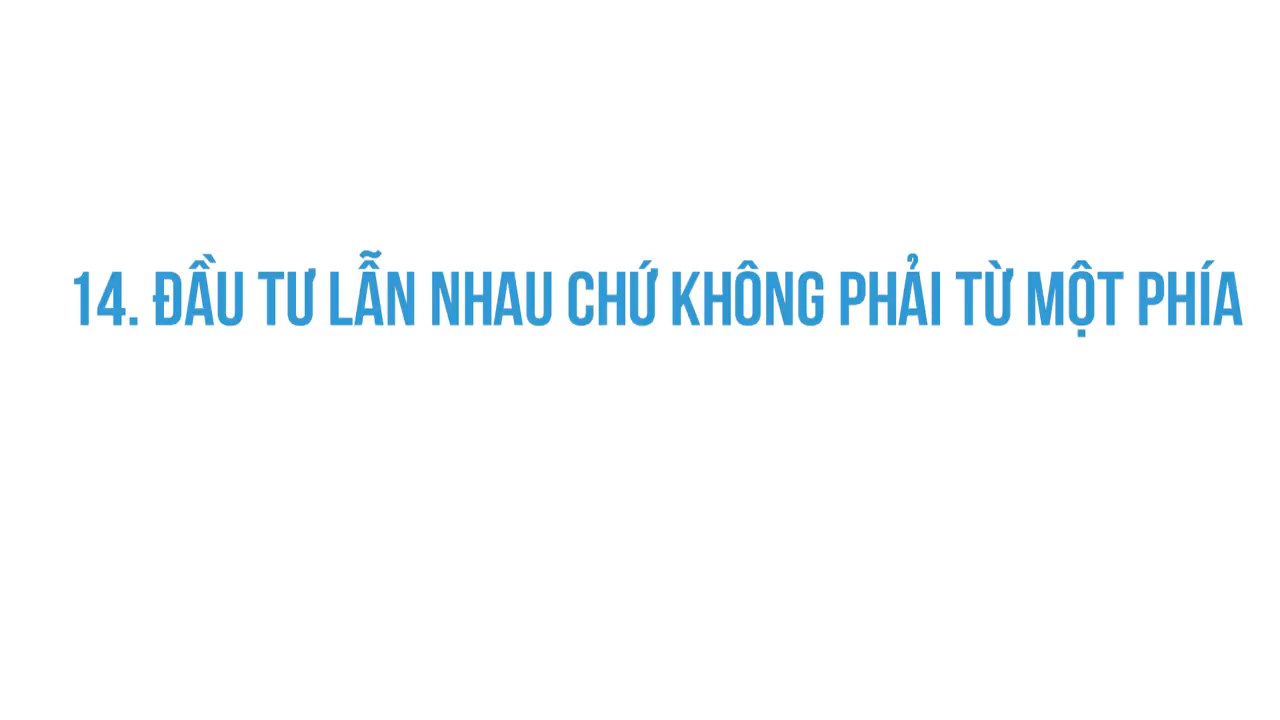 14. ĐẦU TƯ LẪN NHAU CHỨ KHÔNG PHẢI TỪ MỘT PHÍA